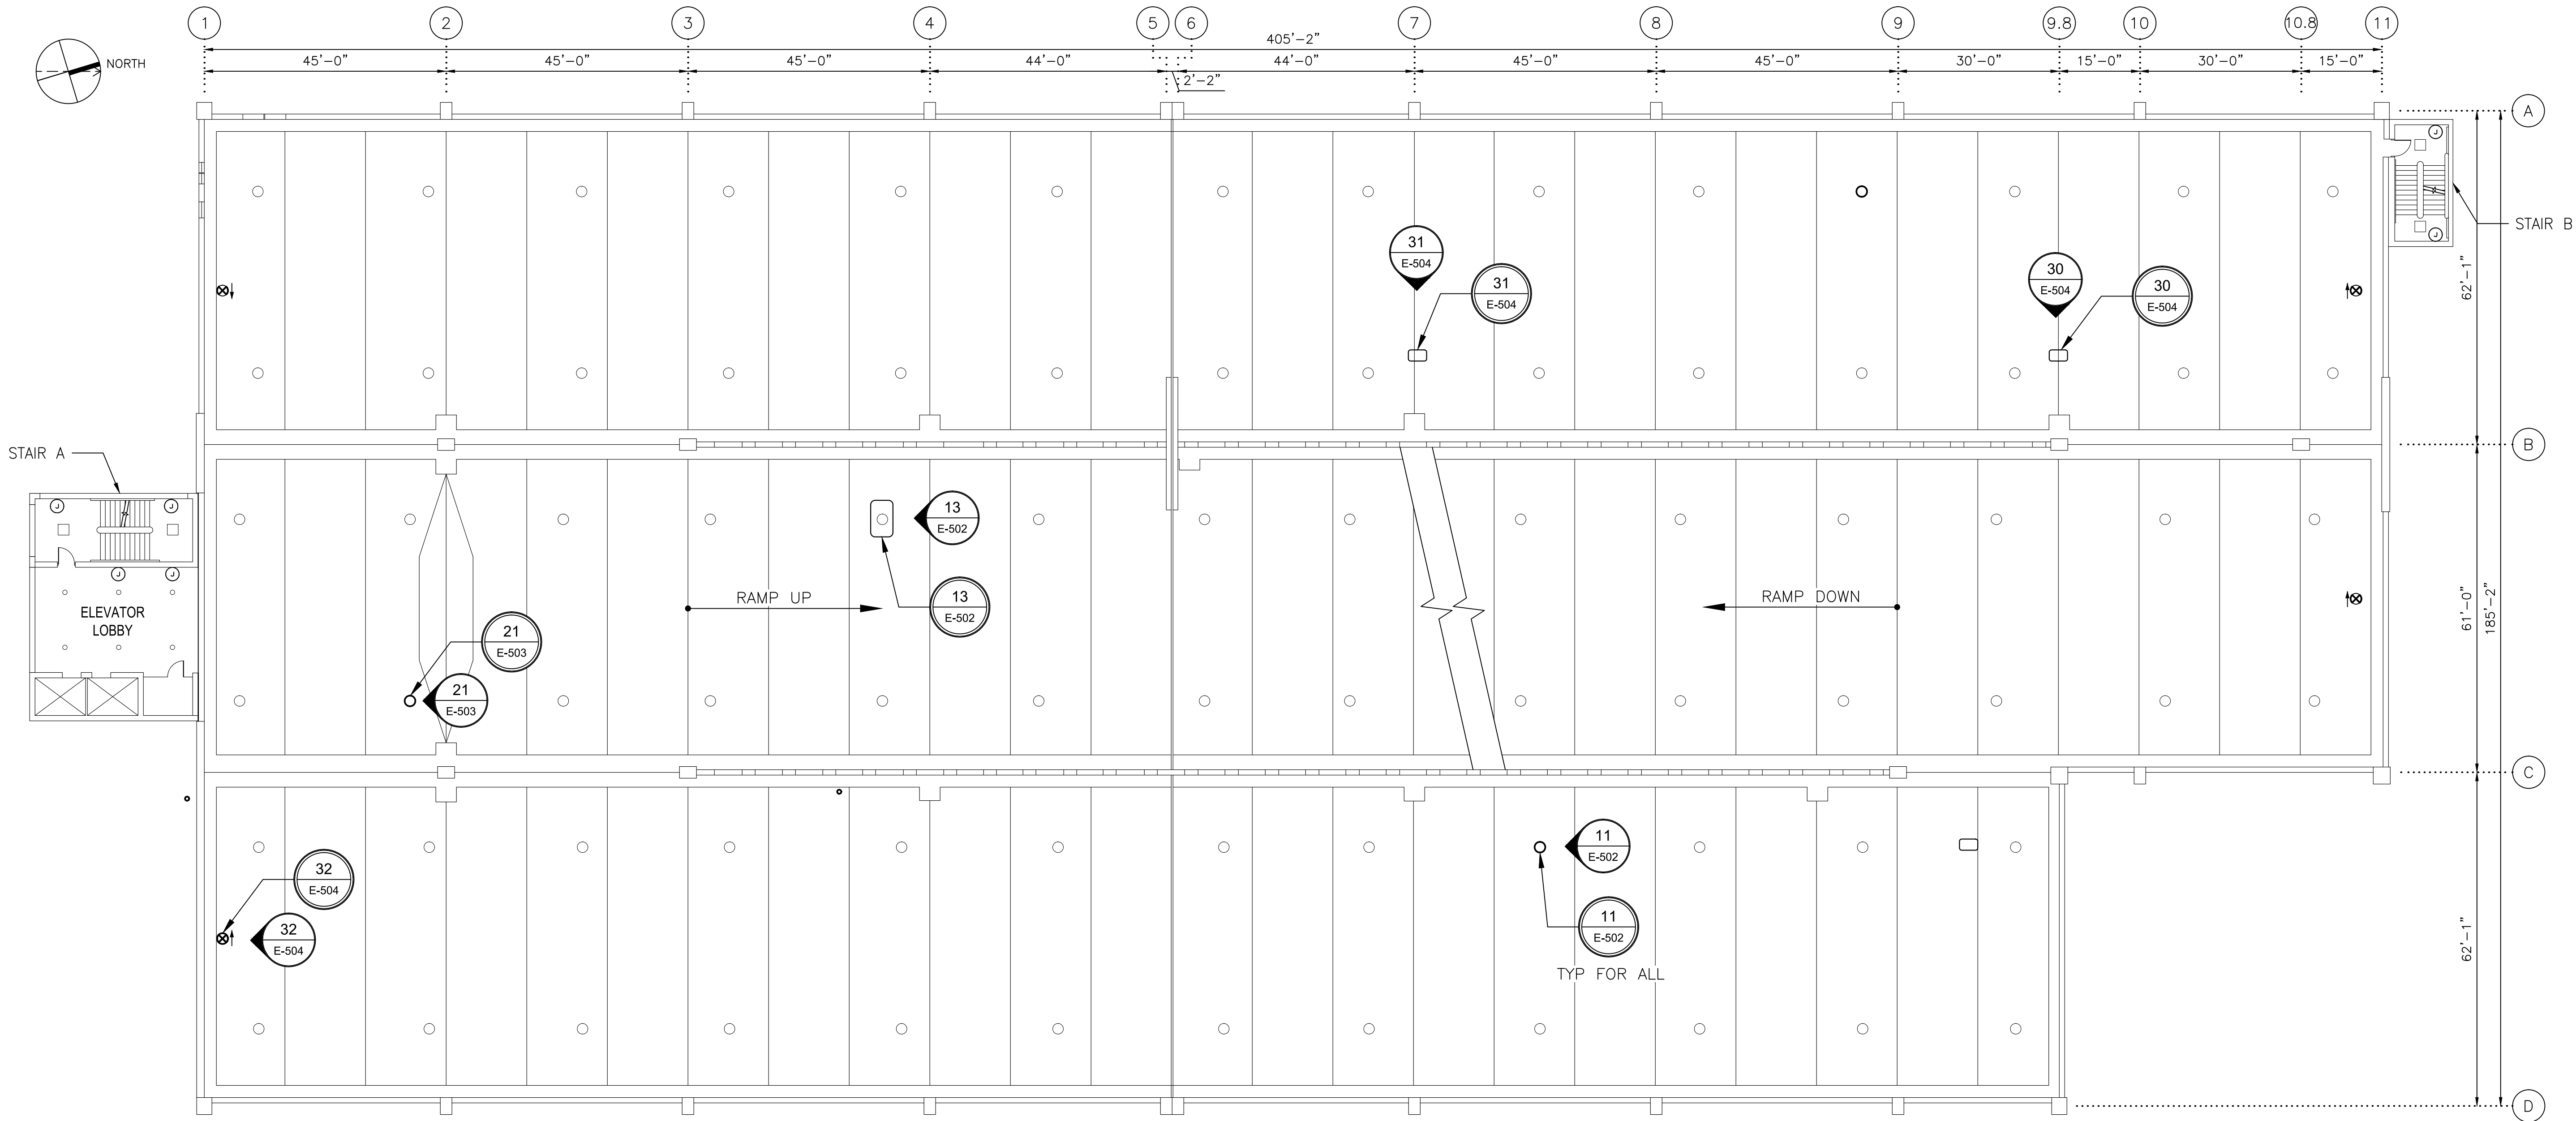 1 2 3 4 5 6 7 8 9 9.8 10 10.8 11
405'-2"
NORTH
45'-0" 45'-0" 45'-0" 44'-0" 44'-0" 45'-0" 45'-0" 30'-0" 15'-0" 30'-0" 15'-0"
2'-2"
A
J
STAIR B
J
31
E-504
31
E-504
30
E-504
30
E-504
62'-1"
B
STAIR A
J J
13
E-502
13
E-502
J J
RAMP UP
RAMP DOWN
61'-0"
185'-2"
ELEVATOR
LOBBY
21
E-503
21
E-503
C
11
E-502
32
E-504
11
E-502
32
E-504
62'-1"
TYP FOR ALL
D